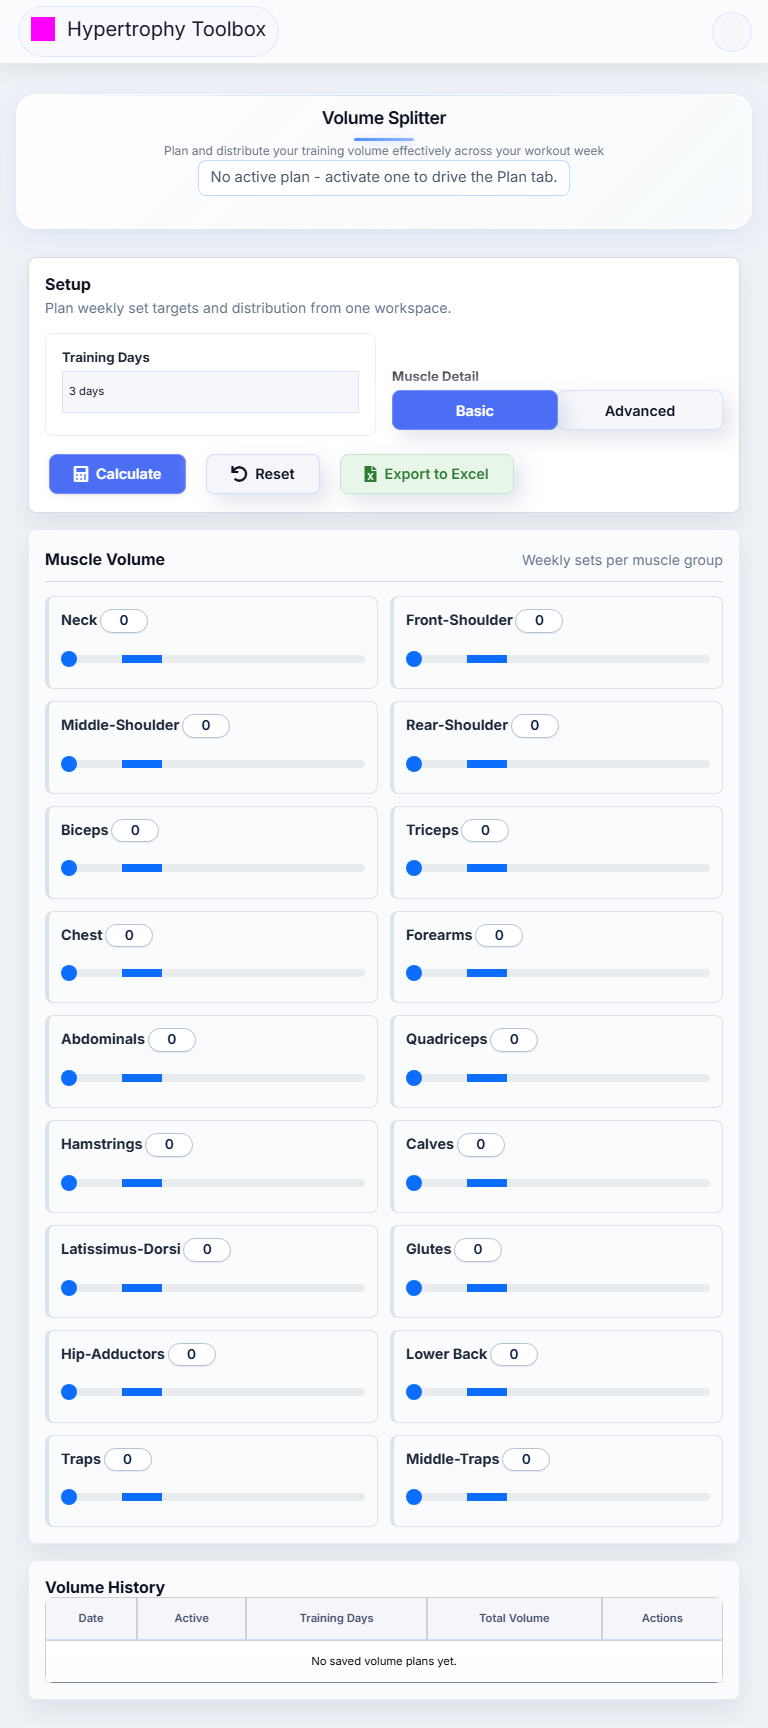 Hypertrophy Toolbox
Volume Splitter
Plan and distribute your training volume effectively across your workout week
No active plan - activate one to drive the Plan tab.
Setup
Plan weekly set targets and distribution from one workspace.
Training Days
3 days
Muscle Detail
Basic Advanced
Calculate Reset Export to Excel
Muscle Volume Weekly sets per muscle group
Neck 0 Front-Shoulder 0
Middle-Shoulder 0 Rear-Shoulder 0
Biceps 0 Triceps 0
Chest 0 Forearms 0
Abdominals 0 Quadriceps 0
Hamstrings 0 Calves 0
Latissimus-Dorsi 0 Glutes 0
Hip-Adductors 0 Lower Back 0
Traps 0 Middle-Traps 0
Volume History
Date Active Training Days Total Volume Actions
No saved volume plans yet.